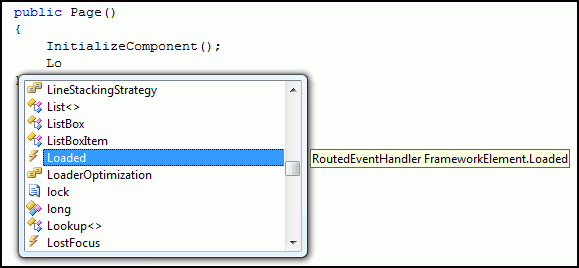 public Page()
{
InitializeComponent();
Lo
LineStackingStrategy
List<>
ListBox
ListBoxItem
Loaded
RoutedEventHandler FrameworkElement.Loaded
LoaderOptimization
lock
long
Lookup<>
LostFocus